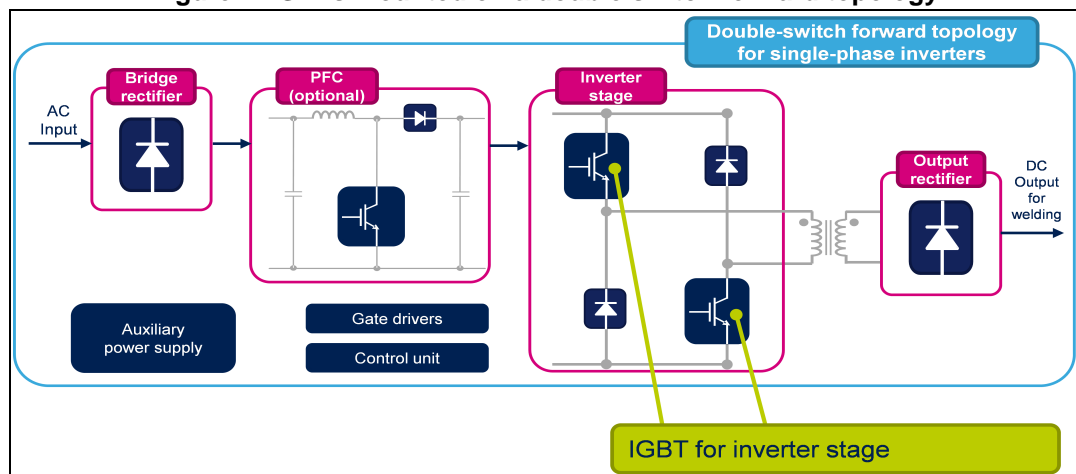 Double-switch forward topology
for single-phase inverters
Bridge
rectifier
PFC
(optional)
Inverter
stage
AC
Input
Output
rectifier
DC
Output
for
welding
Auxiliary
power supply
Gate drivers
Control unit
IGBT for inverter stage